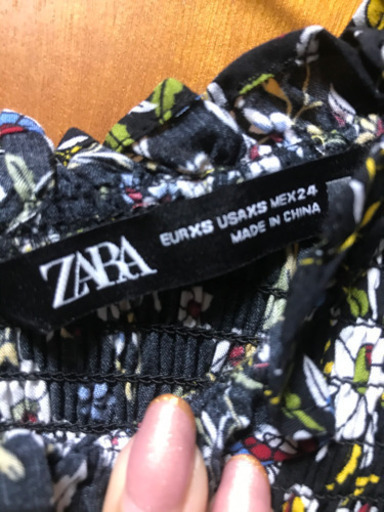 ZARA
EUR XS USA XS MEX 24
MADE IN CHINA